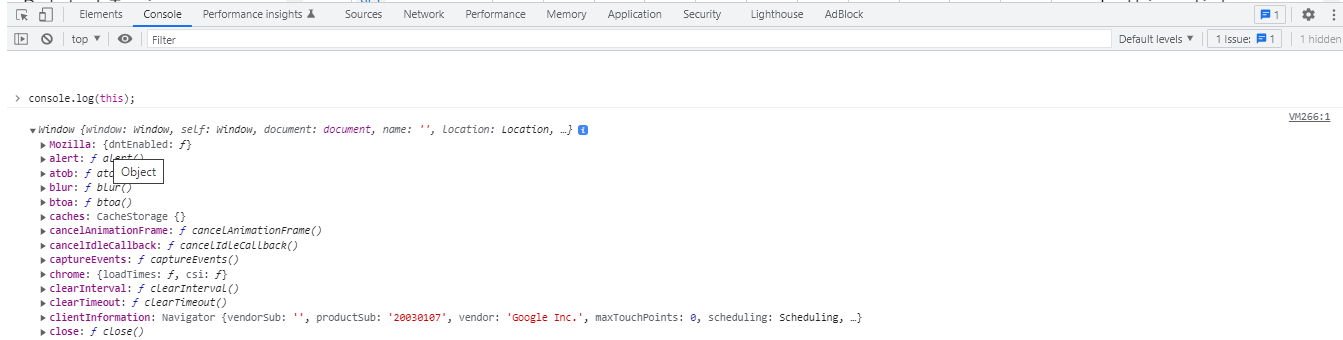 Elements Console Performance insights Sources Network Performance Memory Application Security Lighthouse AdBlock 1
top ▼ Filter Default levels ▼ 1 Issue: 1 1 hidden
> console.log(this);
VM266:1
▼Window {window: Window, self: Window, document: document, name: '', location: Location, …} i
▶Mozilla: {dntEnabled: ƒ}
▶alert: ƒ alert()
▶atob: ƒ
Object
▶blur: ƒ blur()
▶btoa: ƒ btoa()
▶caches: CacheStorage {}
▶cancelAnimationFrame: ƒ cancelAnimationFrame()
▶cancelIdleCallback: ƒ cancelIdleCallback()
▶captureEvents: ƒ captureEvents()
▶chrome: {loadTimes: ƒ, csi: ƒ}
▶clearInterval: ƒ clearInterval()
▶clearTimeout: ƒ clearTimeout()
▶clientInformation: Navigator {vendorSub: '', productSub: '20030107', vendor: 'Google Inc.', maxTouchPoints: 0, scheduling: Scheduling, …}
▶close: ƒ close()